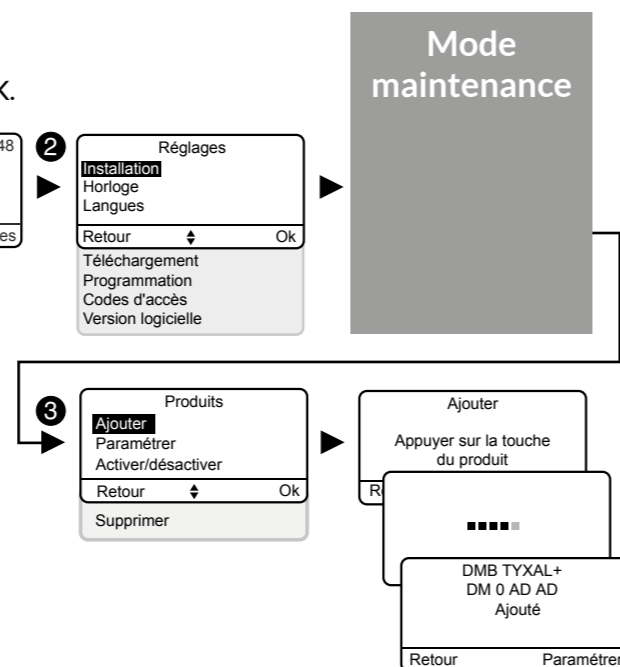 Mode
maintenance
K.
48
es
2
Réglages
Installation
Horloge
Langues
Retour
Ok
Téléchargement
Programmation
Codes d'accès
Version logicielle
3
Produits
Ajouter
Paramétrer
Activer/désactiver
Retour
Ok
Supprimer
Ajouter
Appuyer sur la touche
du produit
R
DMB TYXAL+
DM 0 AD AD
Ajouté
Retour
Paramétrer